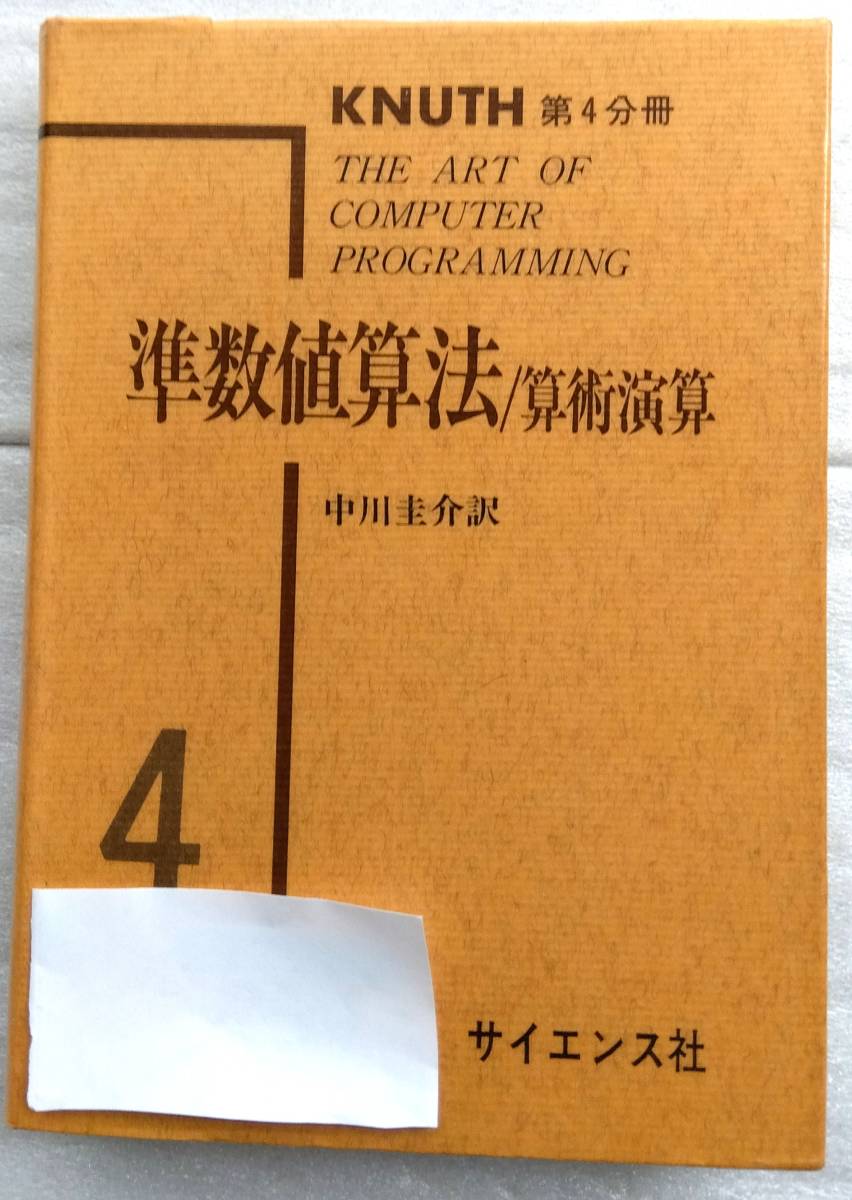 KNUTH 第4分冊
THE ART OF
COMPUTER
PROGRAMMING
準数値算法/算術演算
中川圭介訳
4
サイエンス社